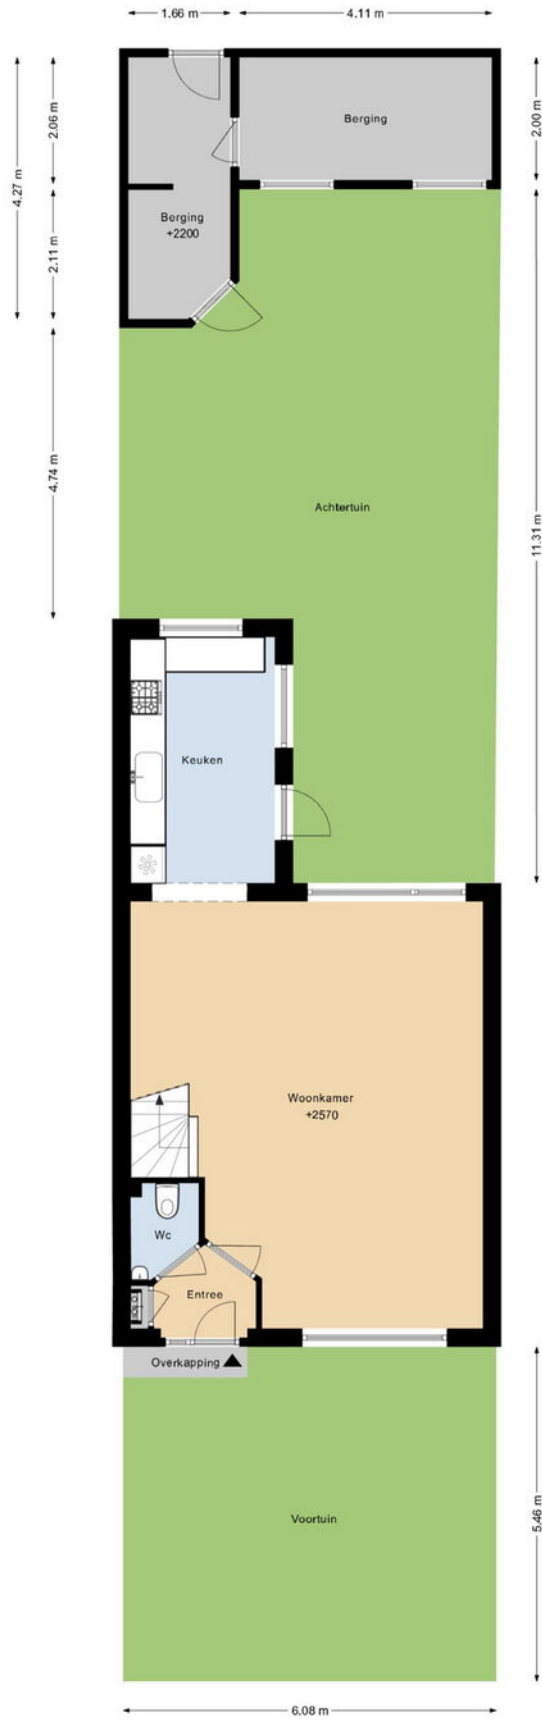 1.66 m
4.11 m
4.27 m
2.06 m
2.00 m
Berging
2.11 m
Berging
+2200
4.74 m
11.31 m
Achtertuin
Keuken
Woonkamer
+2570
Wc
Entree
Overkapping
5.46 m
Voortuin
6.08 m